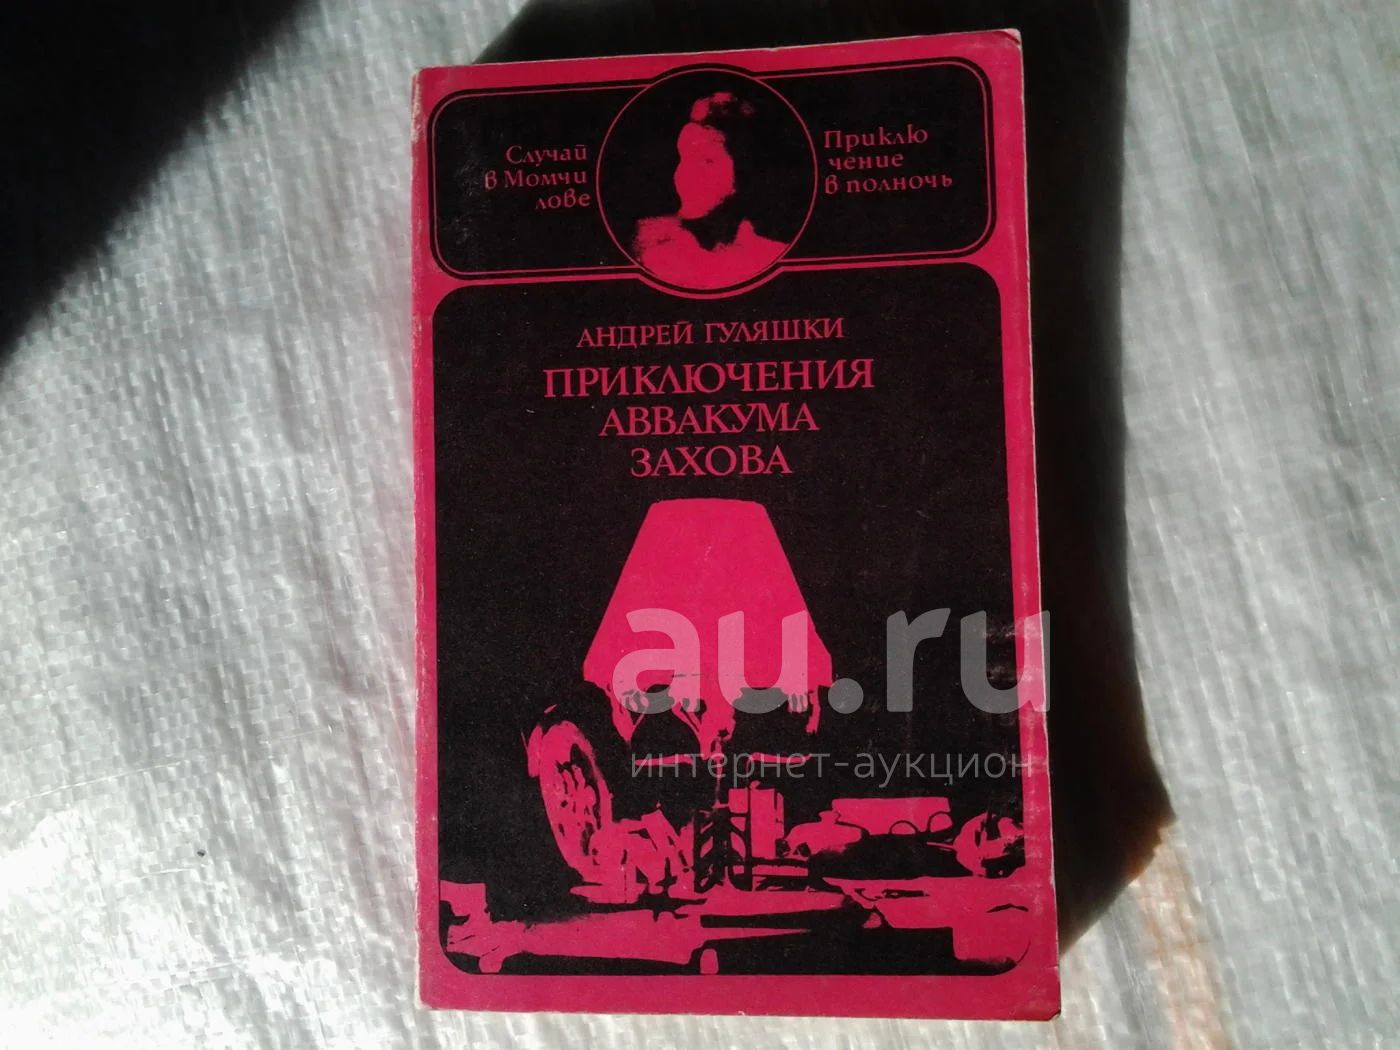 Случай
в Момчи
лове
Приклю
чение
в полночь
АНДРЕЙ ГУЛЯШКИ
ПРИКЛЮЧЕНИЯ
АВВАКУМА
ЗАХОВА
au.ru
интернет-аукцион